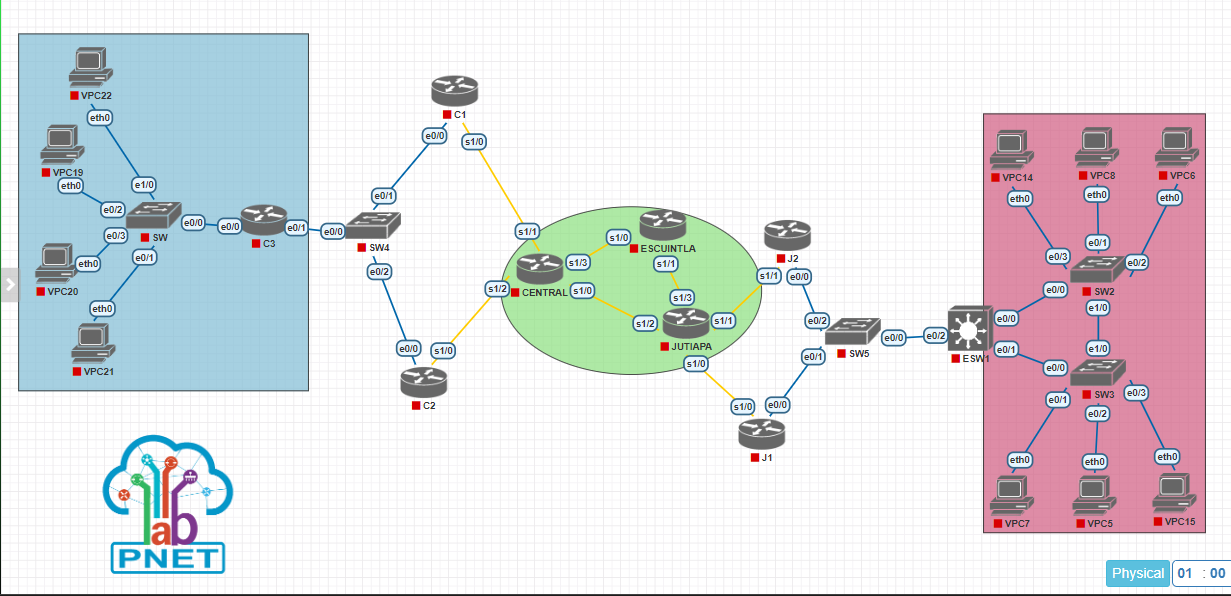 VPC22
eth0
VPC19
eth0
e1/0
e0/2
SW
e0/0
e0/0
C3
e0/1
e0/3
eth0
VPC20
e0/1
eth0
VPC21
e0/0
SW4
e0/1
e0/2
C1
e0/0
s1/0
e0/0
s1/0
C2
s1/1
s1/2
CENTRAL
s1/3
s1/0
s1/0
ESCUINTLA
s1/1
s1/3
s1/2
JUTIAPA
s1/1
s1/0
s1/1
J2
e0/0
e0/2
SW5
e0/0
e0/1
s1/0
e0/0
J1
e0/2
ESW1
e0/0
e0/1
VPC14
VPC8
VPC6
eth0
eth0
eth0
e0/3
e0/1
e0/2
e0/0
SW2
e1/0
e1/0
e0/0
SW3
e0/1
e0/2
e0/3
eth0
eth0
eth0
VPC7
VPC5
VPC15
lab
PNET
Physical
01 : 00